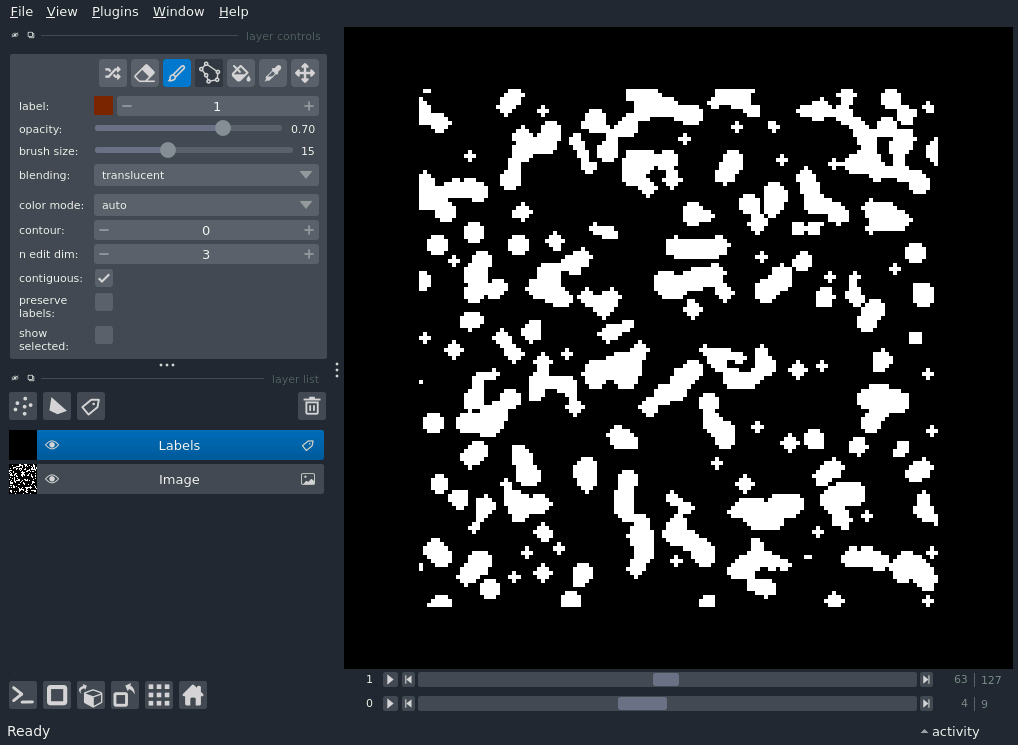 File View Plugins Window Help
layer controls
label: 1
opacity: 0.70
brush size: 15
blending: translucent
color mode: auto
contour: 0
n edit dim: 3
contiguous:
preserve
labels:
show
selected:
layer list
Labels
Image
1 63 127
0 4 9
Ready activity